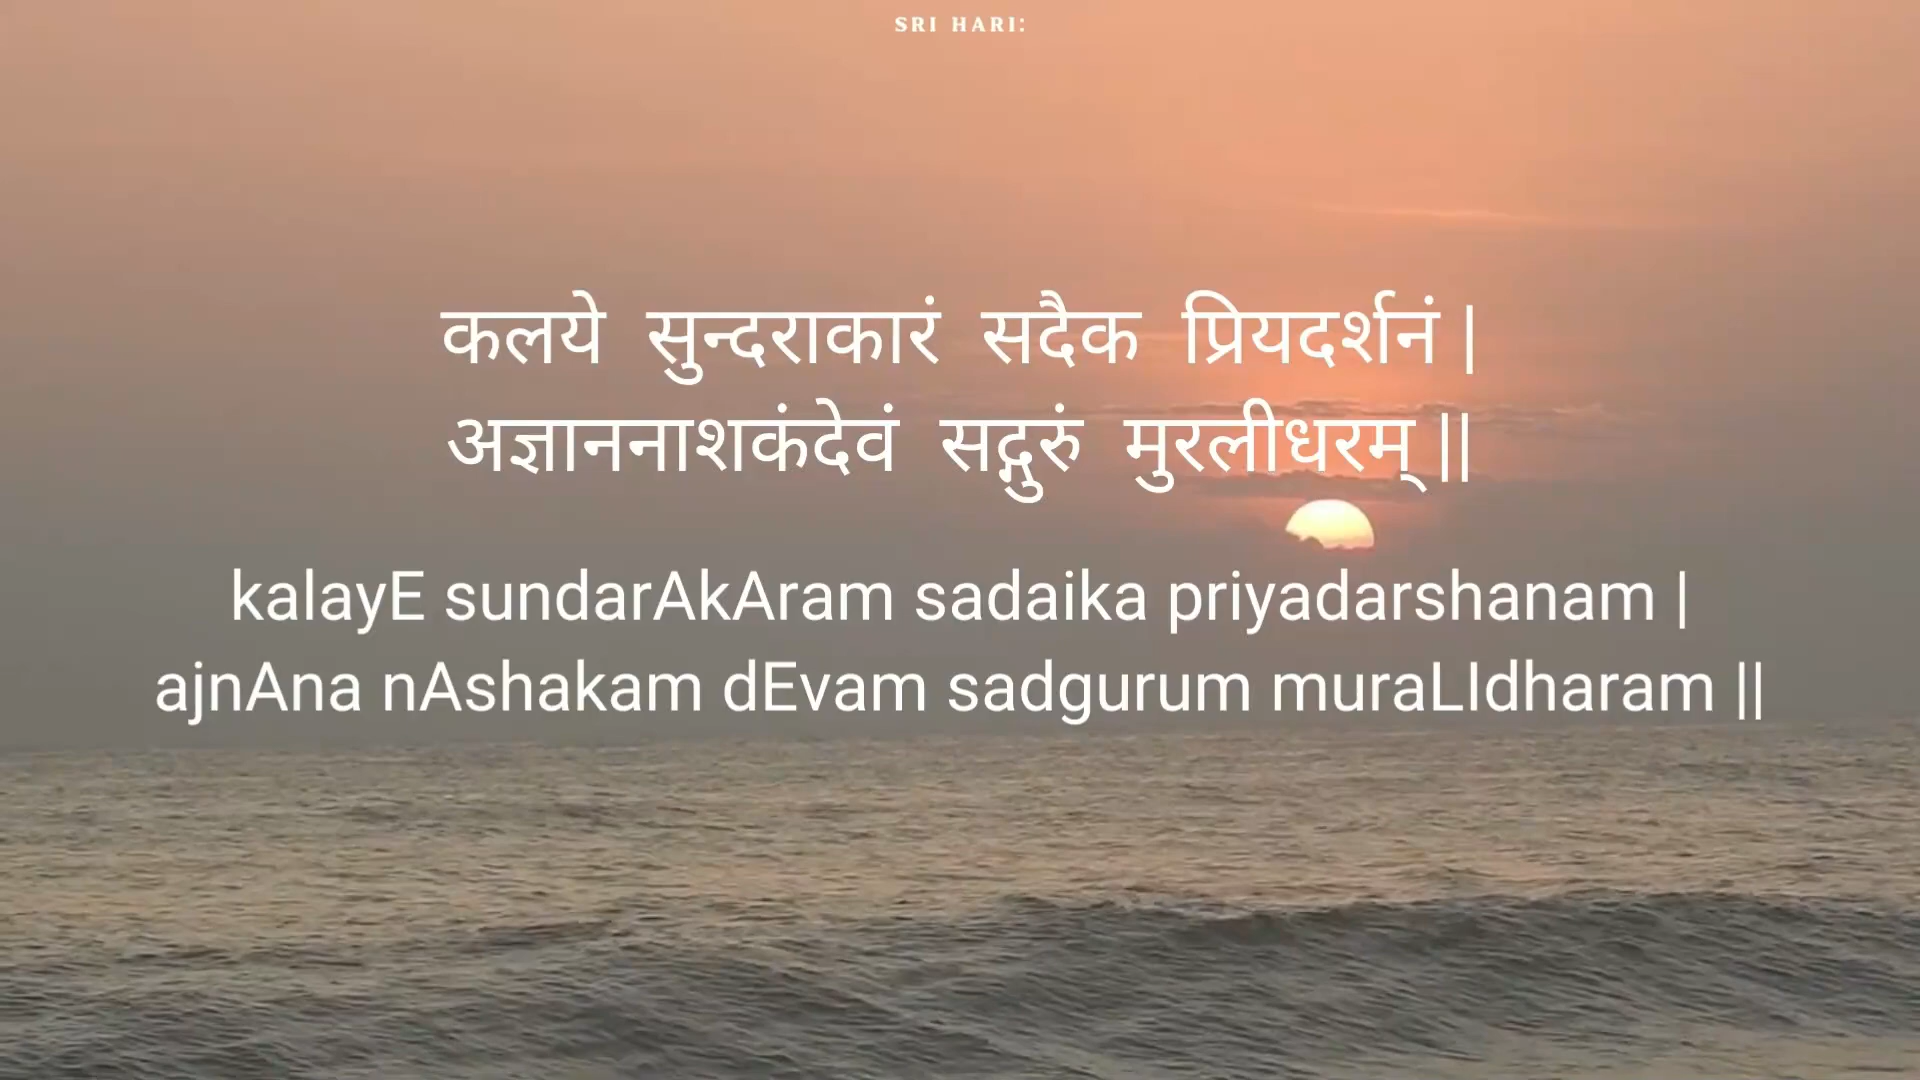 SRI HARI:
कलये सुन्दराकारं सदैक प्रियदर्शनं |
अज्ञाननाशकंदेवं सद्गुरुं मुरलीधरम् ||
kalayE sundarAkAram sadaika priyadarshanam |
ajnAna nAshakam dEvam sadgurum muraLIdharam ||